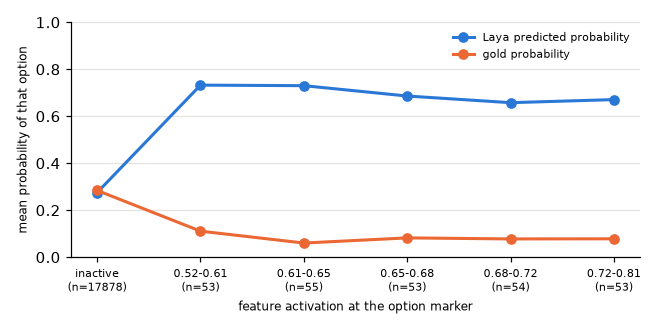 1.0
0.8
0.6
0.4
0.2
0.0
mean probability of that option
Laya predicted probability
gold probability
inactive
(n=17878)
0.52-0.61
(n=53)
0.61-0.65
(n=55)
0.65-0.68
(n=53)
0.68-0.72
(n=54)
0.72-0.81
(n=53)
feature activation at the option marker